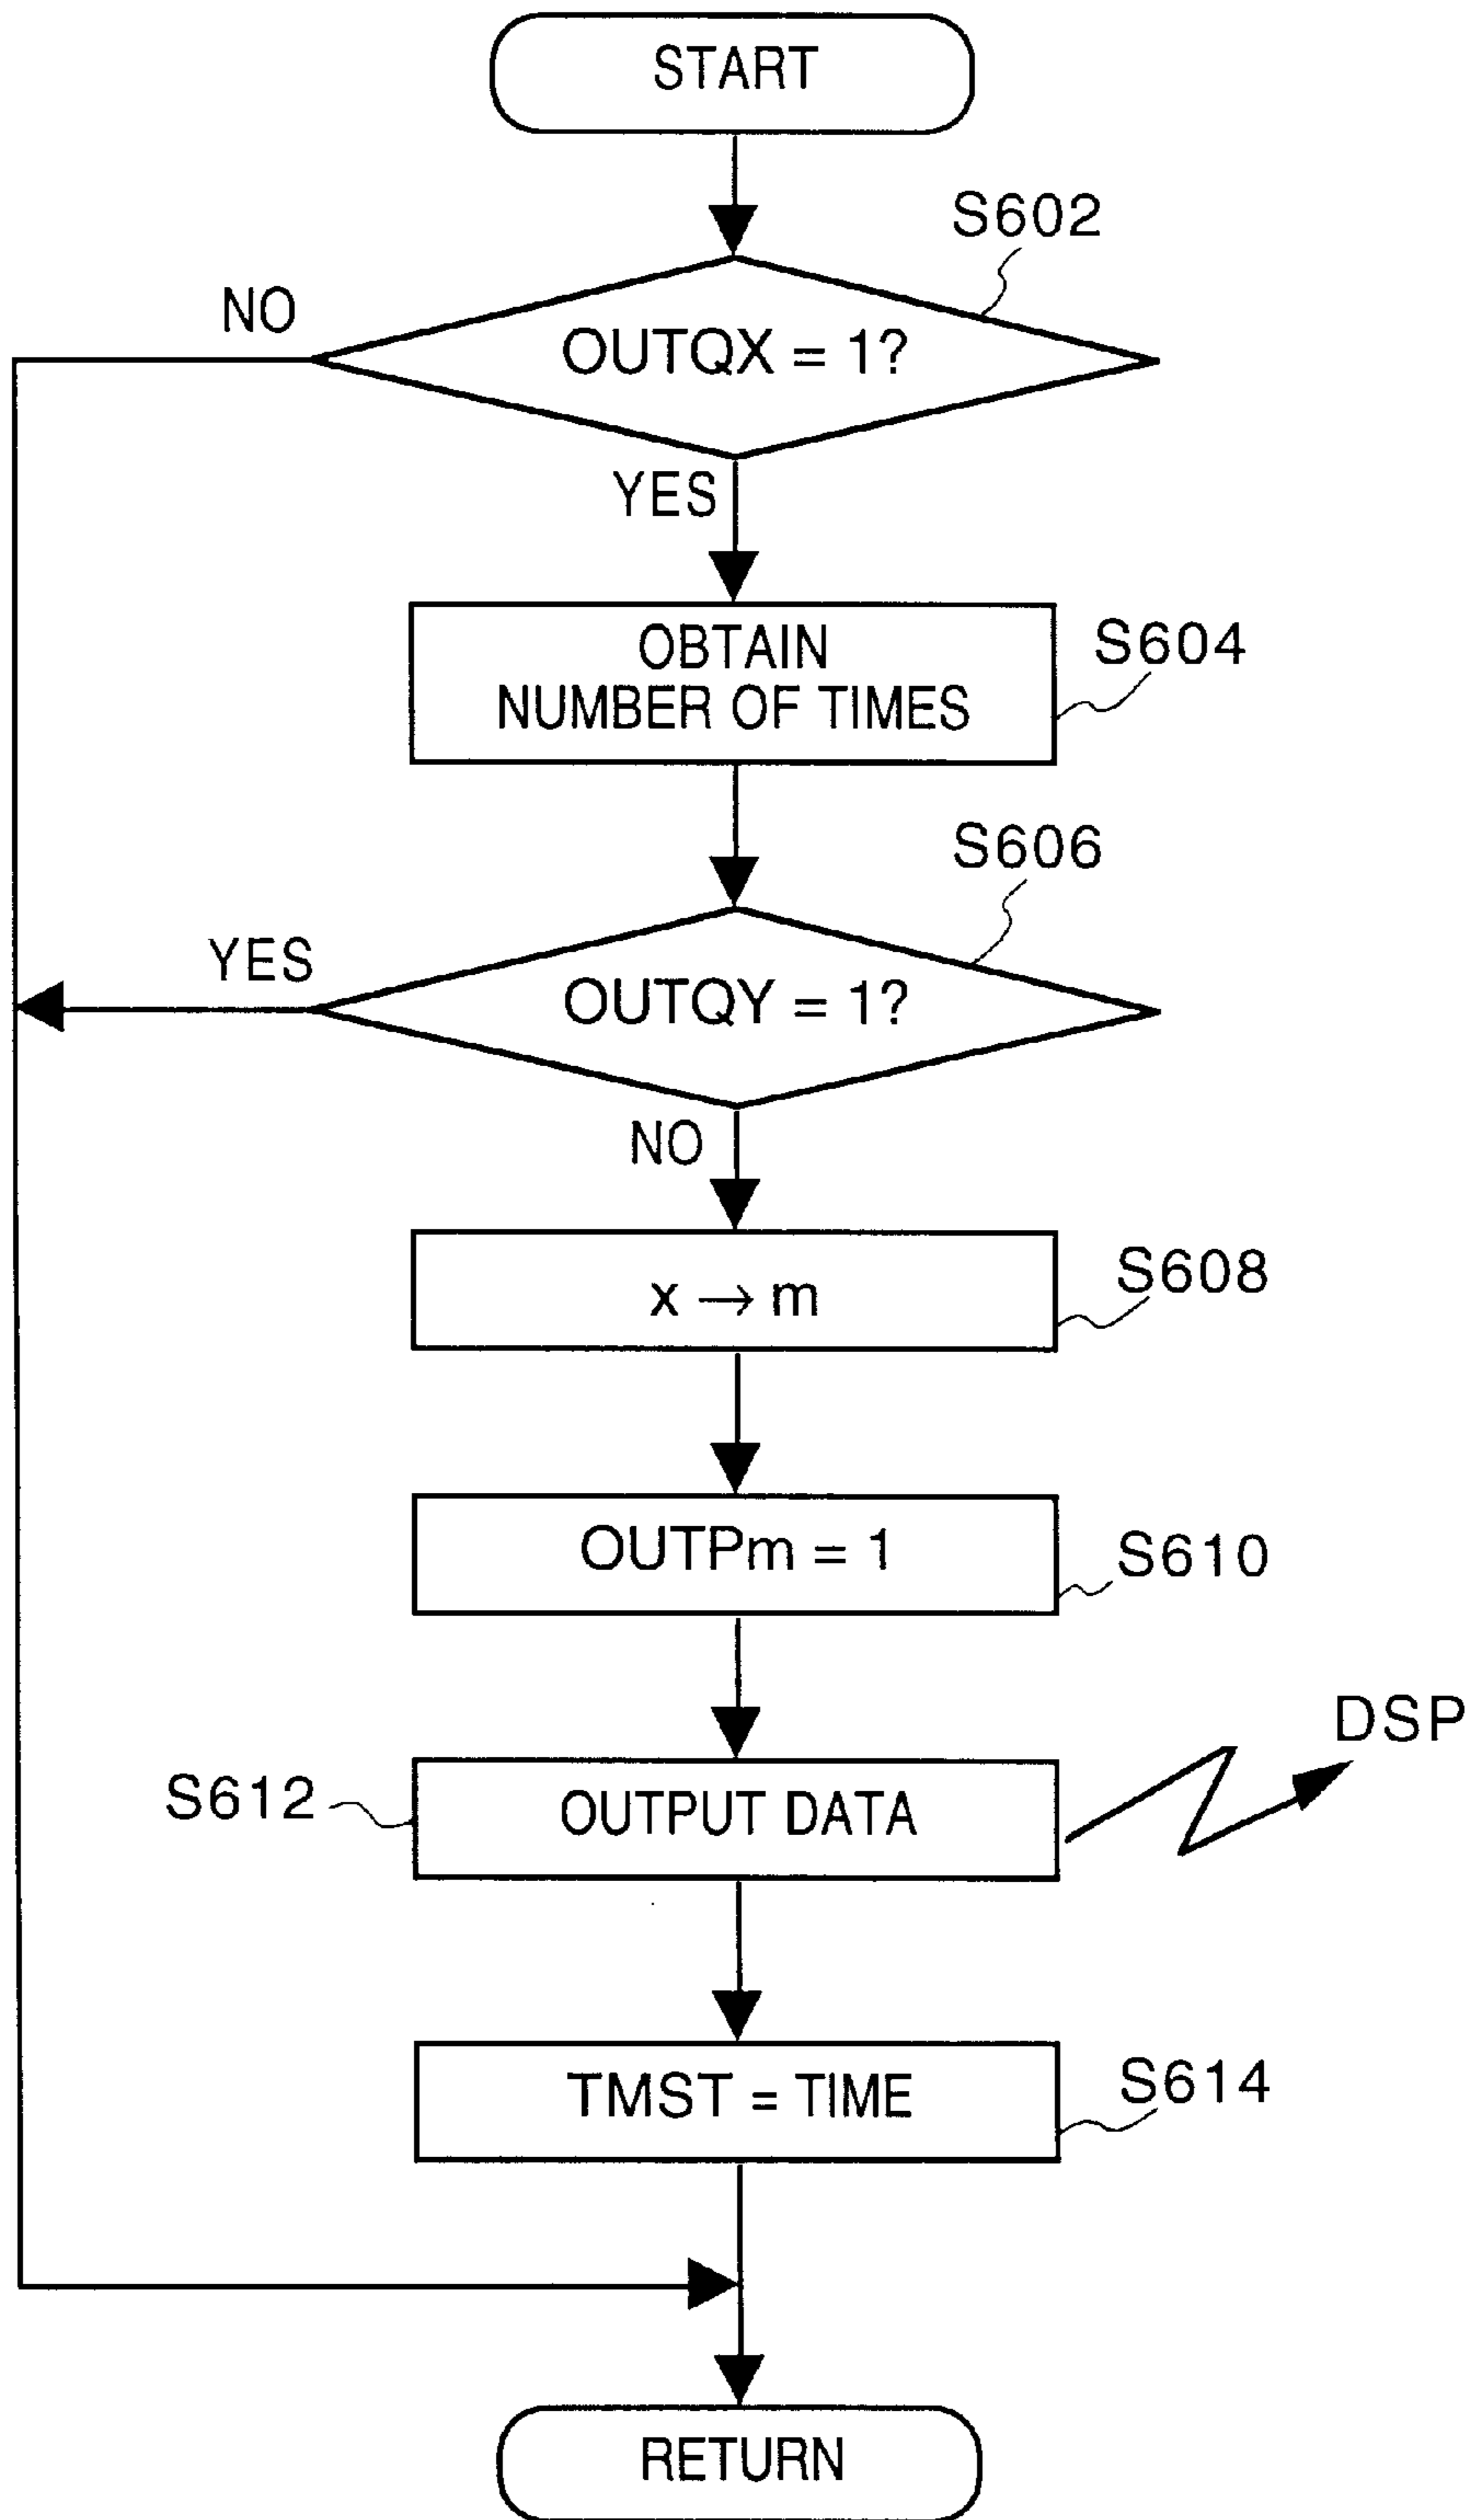 START
S602
NO
OUTQX = 1?
YES
OBTAIN
NUMBER OF TIMES
S604
S606
YES
OUTQY = 1?
NO
x → m
S608
OUTPm = 1
S610
DSP
S612
OUTPUT DATA
TMST = TIME
S614
RETURN